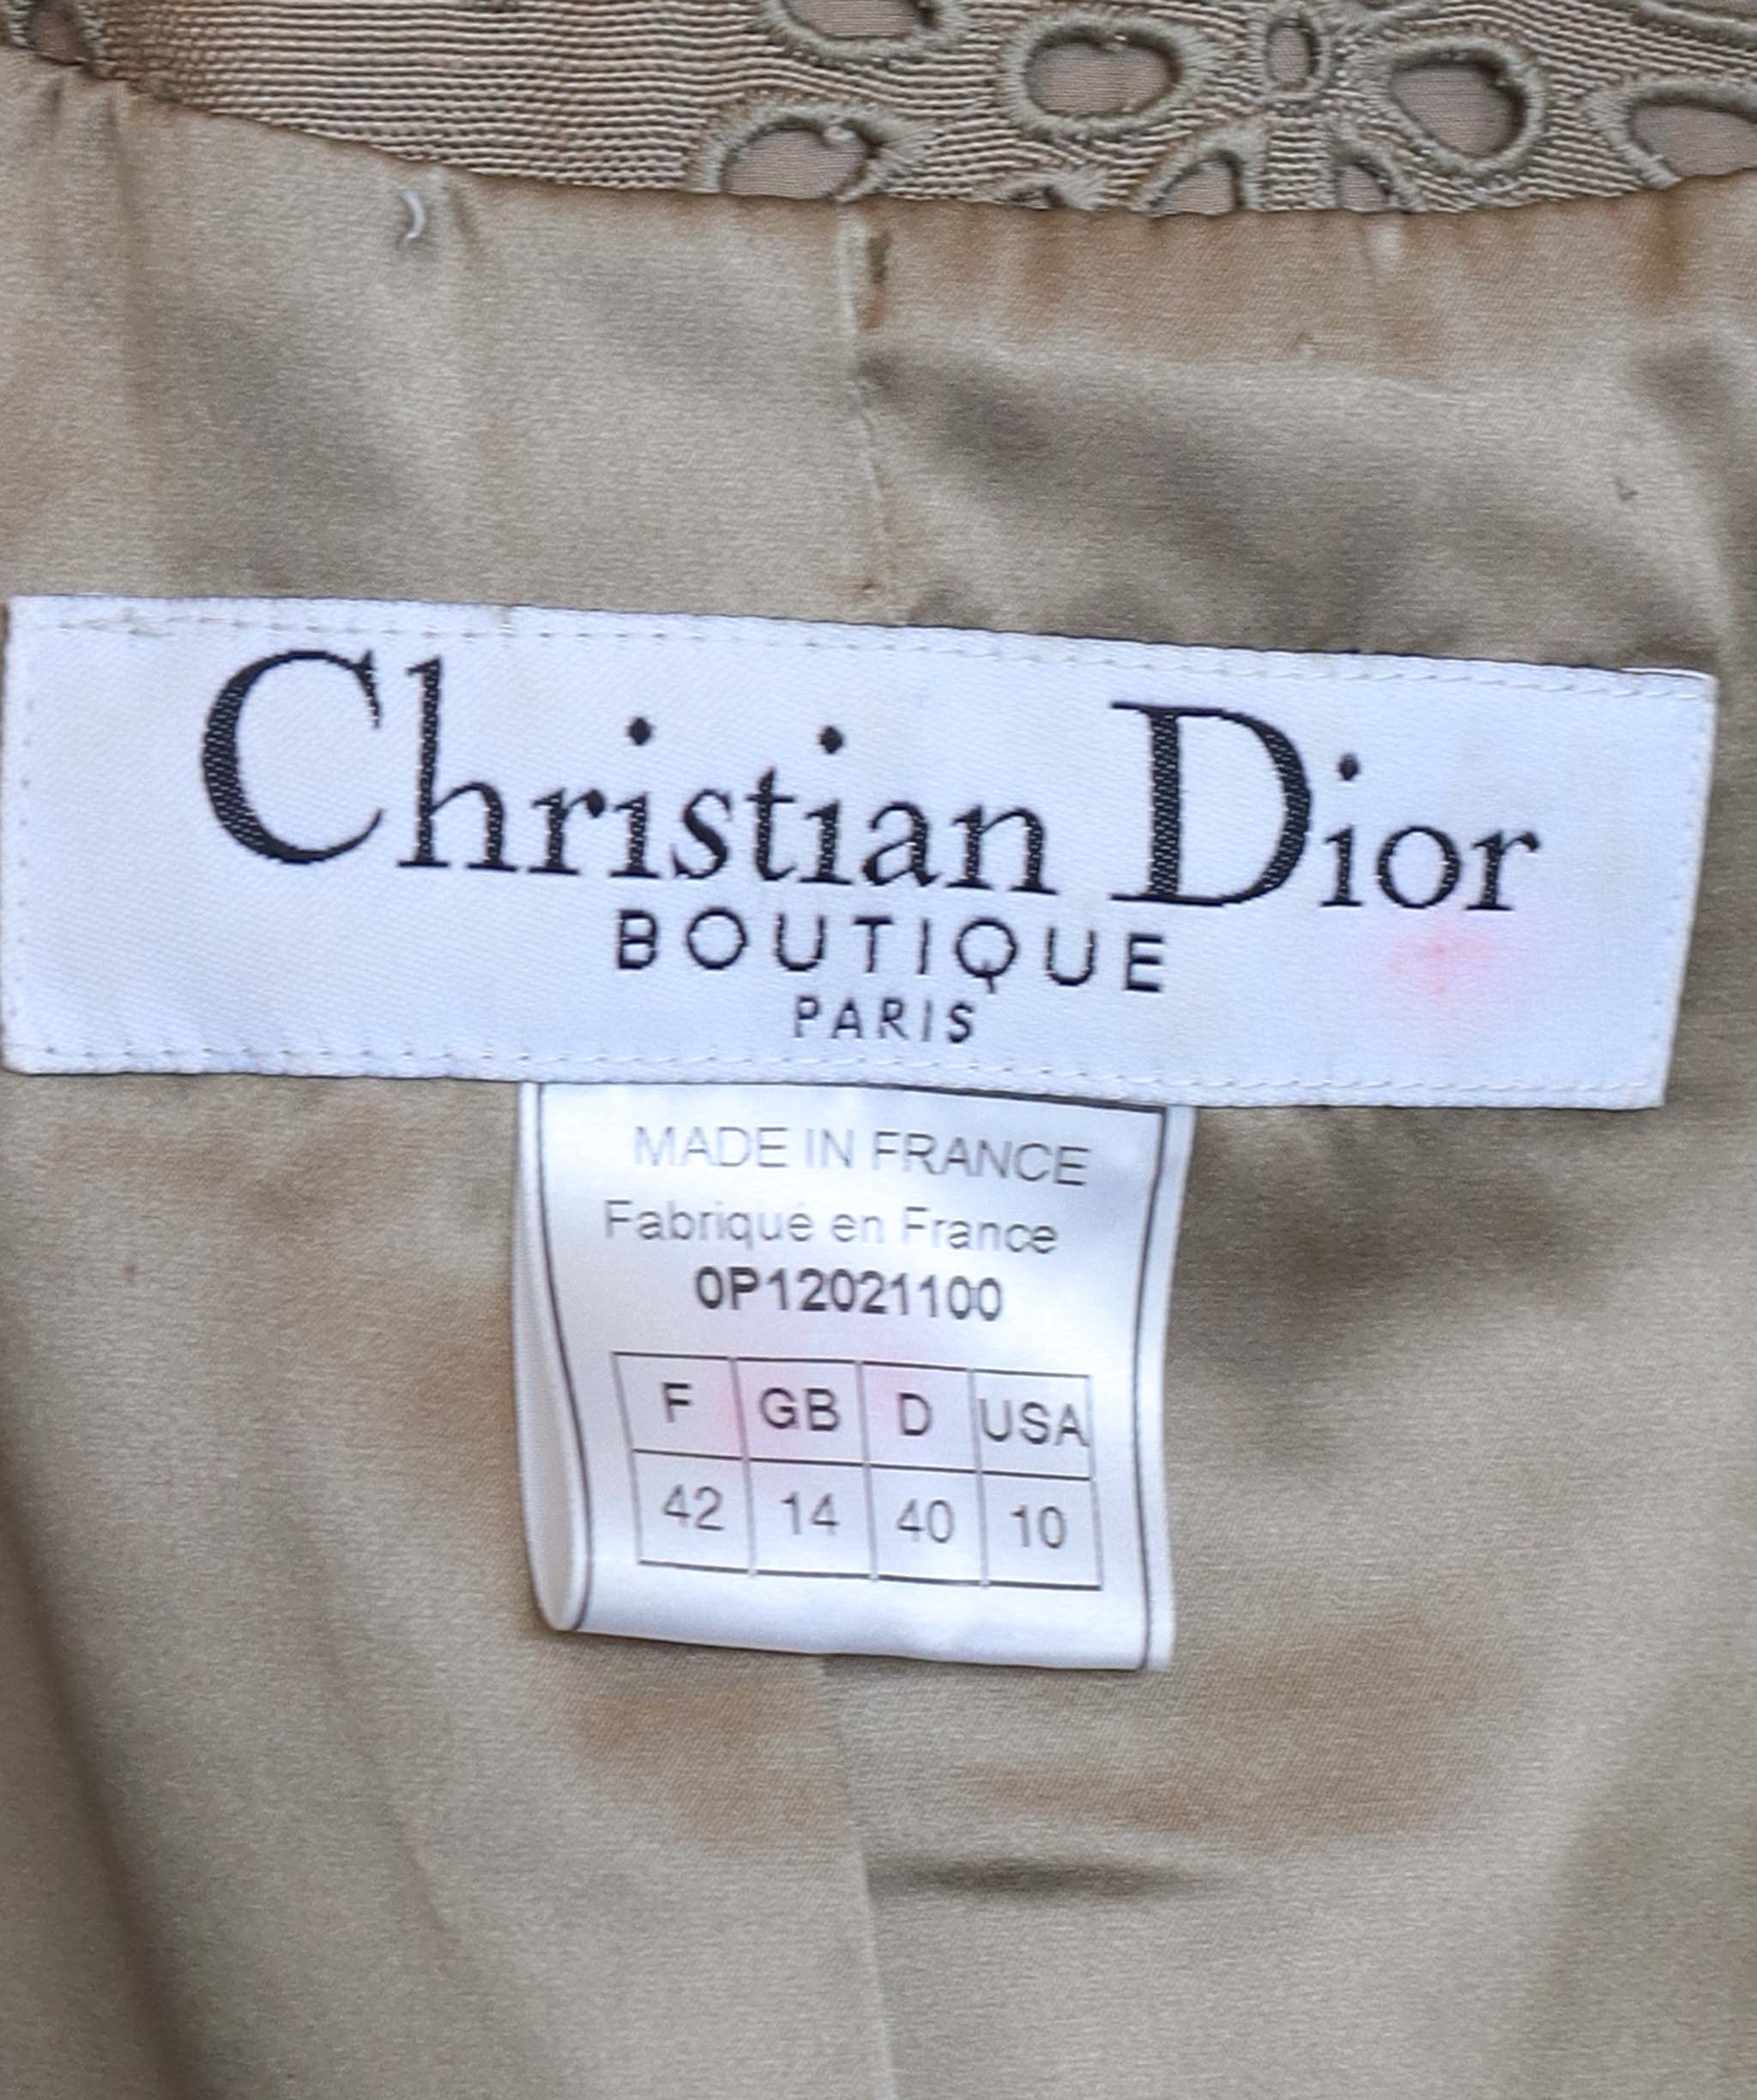 Christian Dior
BOUTIQUE
PARIS
MADE IN FRANCE
Fabriqué en France
0P12021100
F GB D USA
42 14 40 10